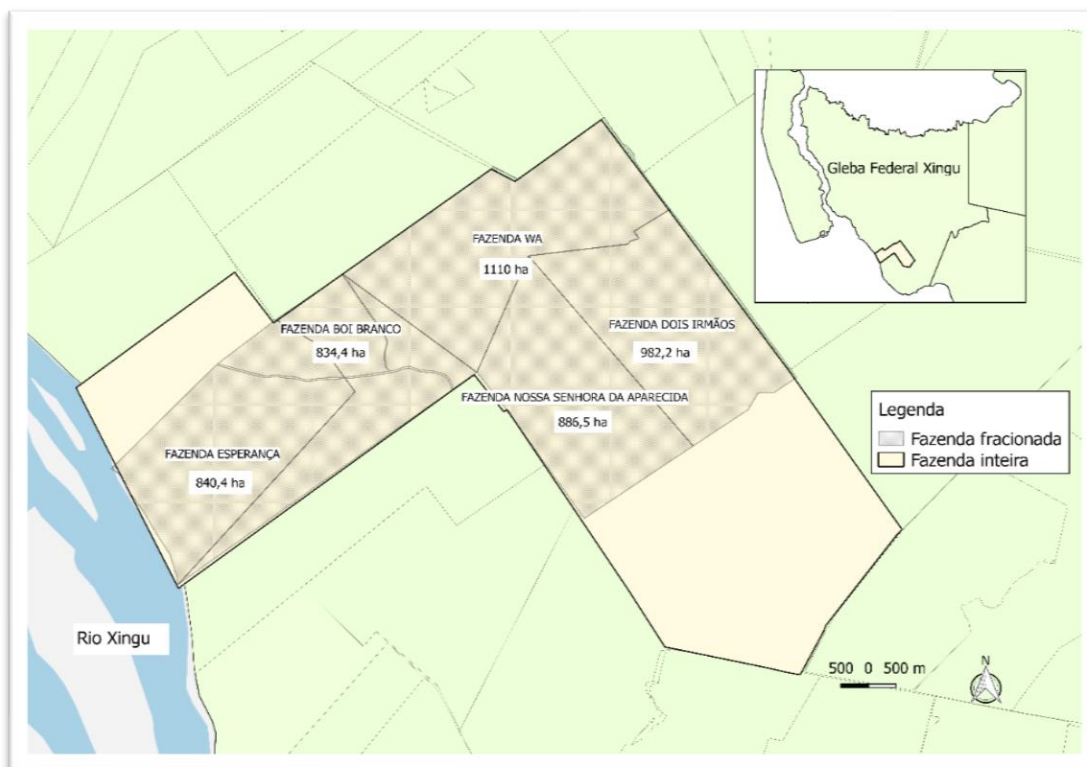 Gleba Federal Xingu
FAZENDA WA
1110 ha
FAZENDA BOI BRANCO
834,4 ha
FAZENDA DOIS IRMÃOS
982,2 ha
FAZENDA NOSSA SENHORA DA APARECIDA
886,5 ha
FAZENDA ESPERANÇA
840,4 ha
Legenda
Fazenda fracionada
Fazenda inteira
Rio Xingu
500 0 500 m
N